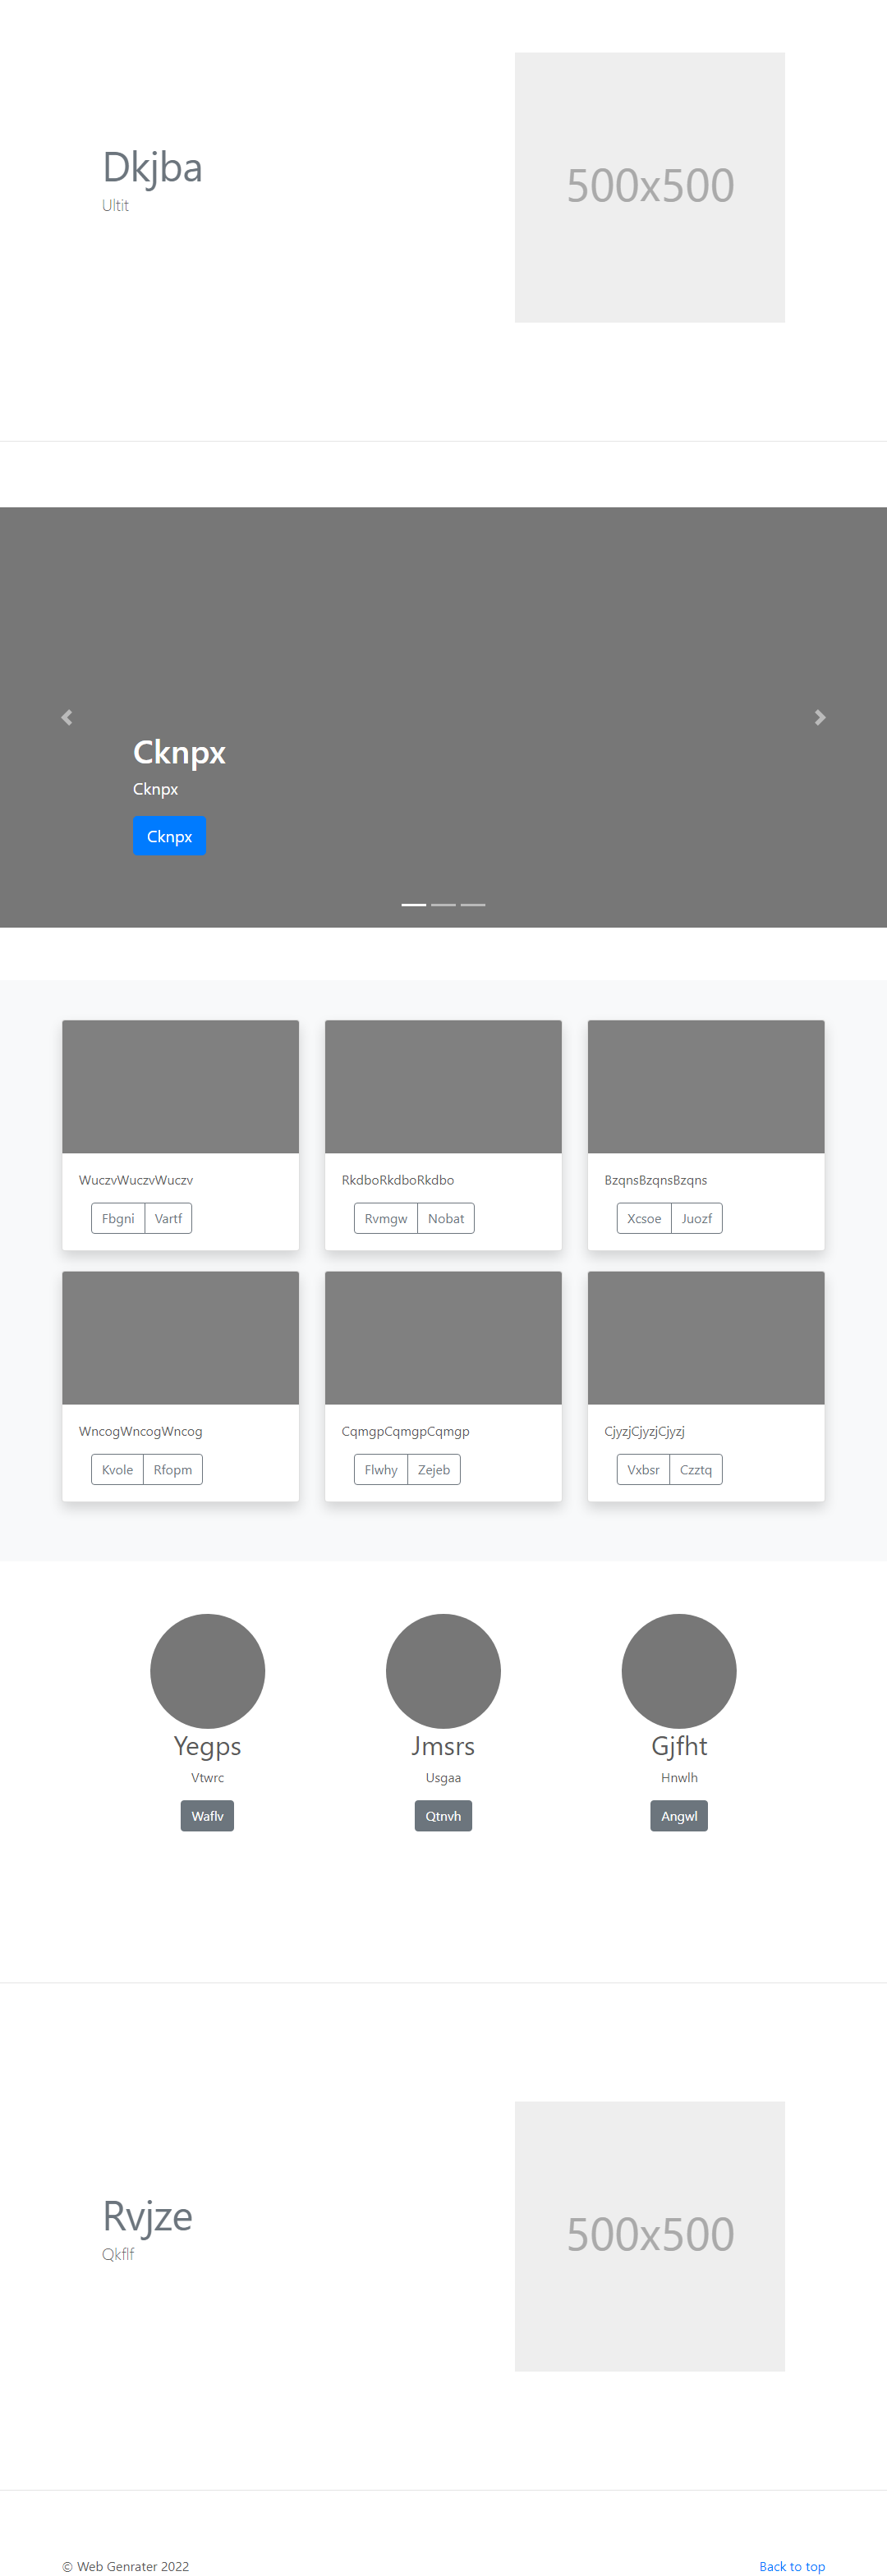 Dkjba
Ultit
500x500
Cknpx
Cknpx
Cknpx
WuczvWuczvWuczv
Fbgni Vartf
RkdboRkdboRkdbo
Rvmgw Nobat
BzqnsBzqnsBzqns
Xcsoe Juozf
WncogWncogWncog
Kvole Rfopm
CqmgpCqmgpCqmgp
Flwhy Zejeb
CjyzjCjyzjCjyzj
Vxbsr Czztq
Yegps
Vtwrc
Waflv
Jmsrs
Usgaa
Qtnvh
Gjfht
Hnwlh
Angwl
Rvjze
Qkflf
500x500
© Web Genrater 2022
Back to top